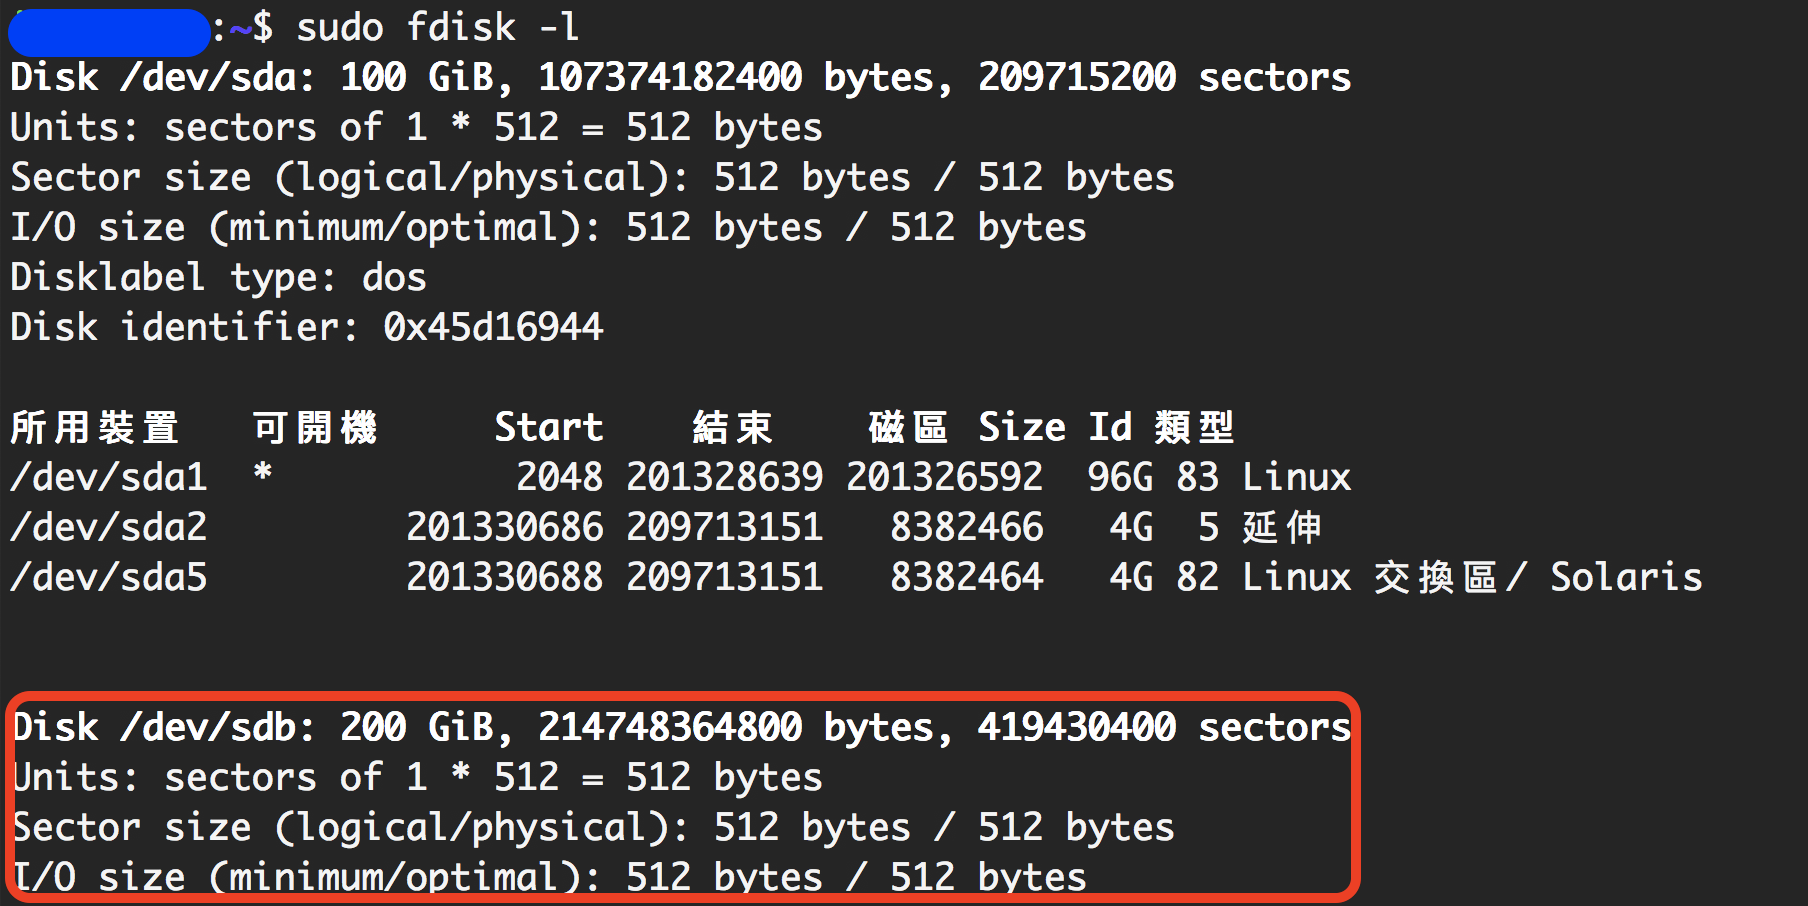 :~$ sudo fdisk -l
Disk /dev/sda: 100 GiB, 107374182400 bytes, 209715200 sectors
Units: sectors of 1 * 512 = 512 bytes
Sector size (logical/physical): 512 bytes / 512 bytes
I/O size (minimum/optimal): 512 bytes / 512 bytes
Disklabel type: dos
Disk identifier: 0x45d16944
所用裝置 可開機 Start 結束 磁區 Size Id 類型
/dev/sda1 * 2048 201328639 201326592 96G 83 Linux
/dev/sda2 201330686 209713151 8382466 4G 5 延伸
/dev/sda5 201330688 209713151 8382464 4G 82 Linux 交換區/ Solaris
Disk /dev/sdb: 200 GiB, 214748364800 bytes, 419430400 sectors
Units: sectors of 1 * 512 = 512 bytes
Sector size (logical/physical): 512 bytes / 512 bytes
I/O size (minimum/optimal): 512 bytes / 512 bytes